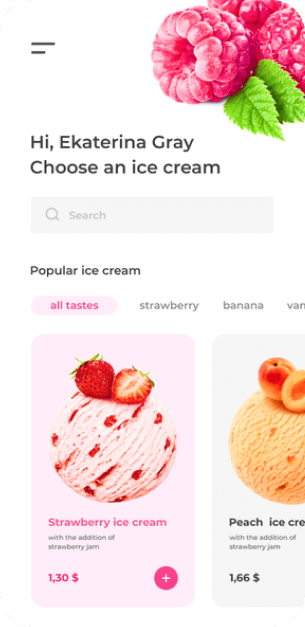 Hi, Ekaterina Gray
Choose an ice cream
Search
Popular ice cream
all tastes strawberry banana van
Strawberry ice cream
with the addition of
strawberry jam
1,30 $
+
Peach ice cre
with the addition of
strawberry jam
1,66 $